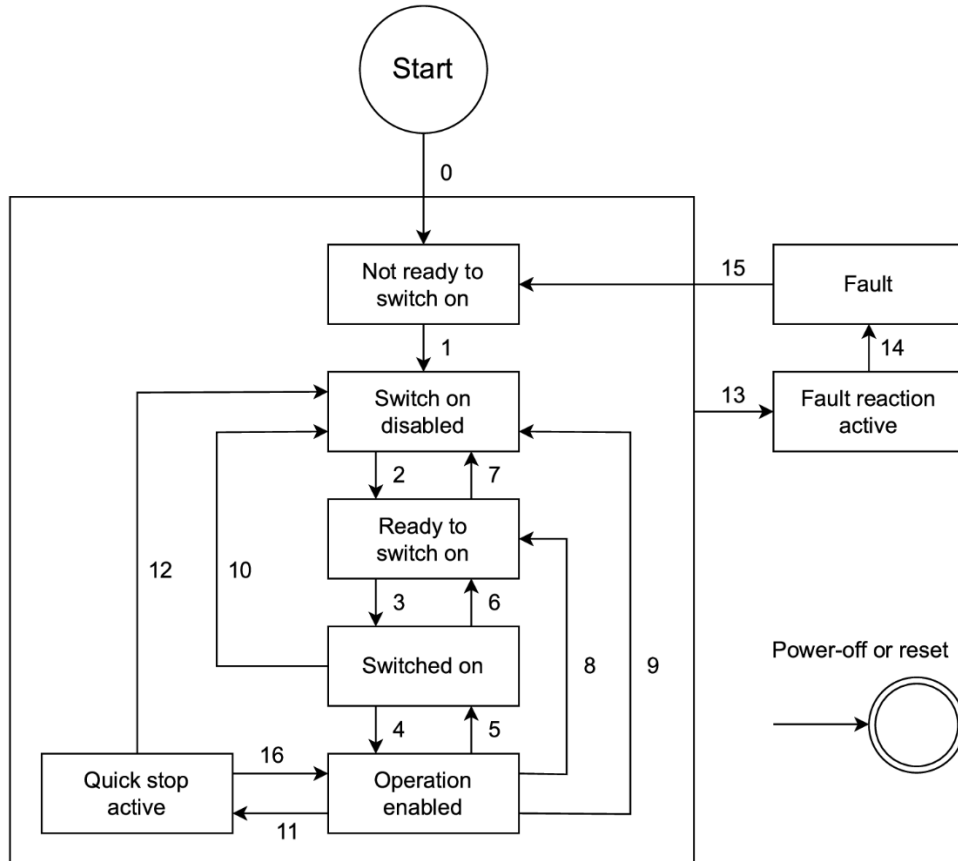 Start
0
Not ready to
switch on
15
Fault
1
14
Switch on
disabled
13
Fault reaction
active
2
7
Ready to
switch on
12
10
3
6
Switched on
8
9
Power-off or reset
4
5
16
Quick stop
active
Operation
enabled
11